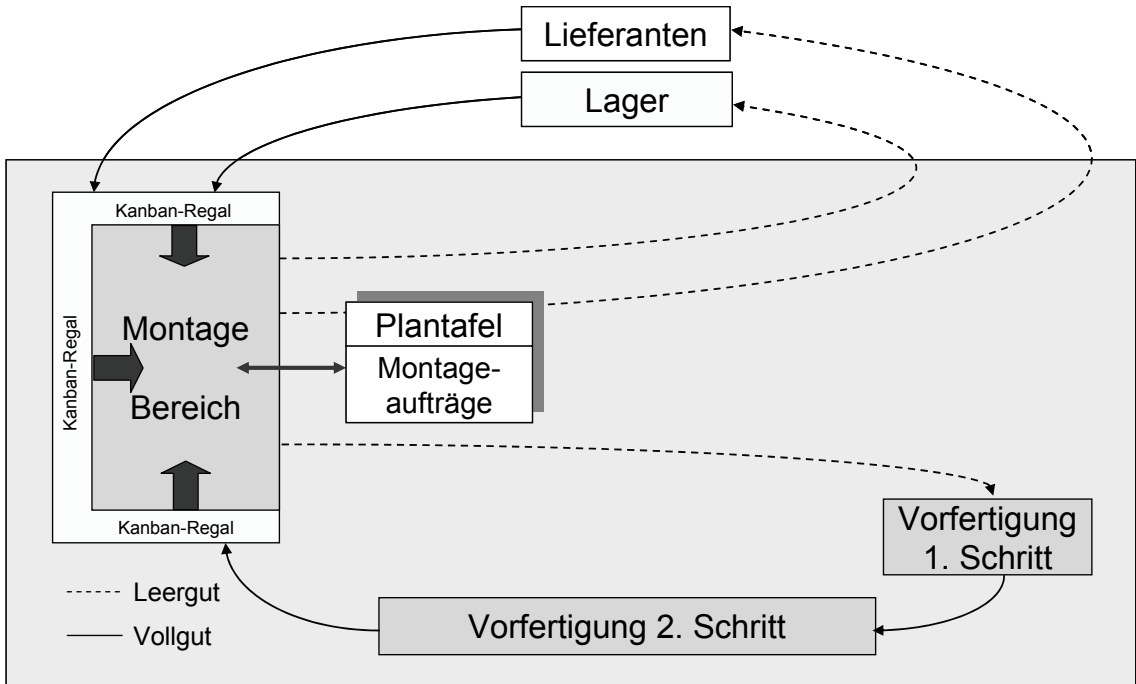 Lieferanten
Lager
Kanban-Regal
Kanban-Regal
Montage
Bereich
Kanban-Regal
Plantafel
Montage-
aufträge
Vorfertigung
1. Schritt
Vorfertigung 2. Schritt
Leergut
Vollgut